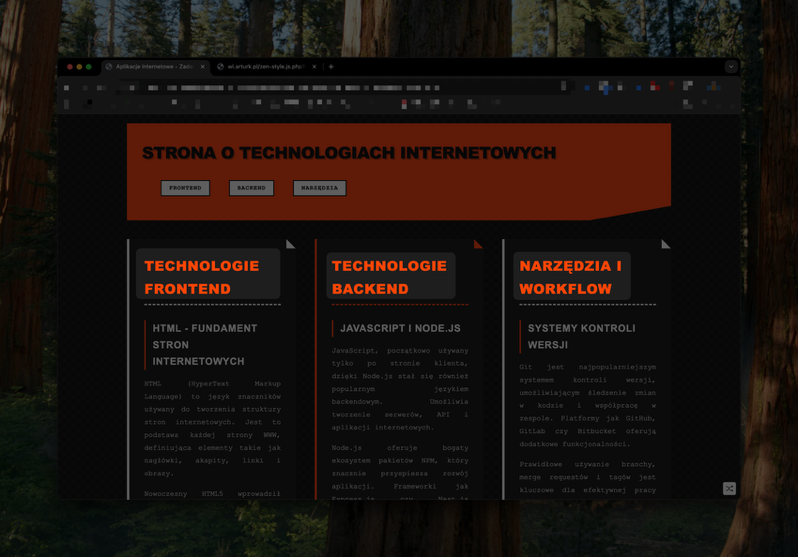 Aplikacje Internetowe - Zada
wi.arturk.pl/zen-style.js.php
STRONA O TECHNOLOGIACH INTERNETOWYCH
FRONTEND
BACKEND
NARZĘDZIA
TECHNOLOGIE
FRONTEND
HTML - FUNDAMENT
STRON
INTERNETOWYCH
HTML (HyperText Markup
Language) to język znaczników
używany do tworzenia struktury
stron internetowych. Jest to
podstawa każdej strony WWW,
definiująca elementy takie jak
nagłówki, akapity, linki i
obrazy.
Nowoczesny HTML5 wprowadził
TECHNOLOGIE
BACKEND
JAVASCRIPT I NODE.JS
JavaScript, początkowo używany
tylko po stronie klienta,
dzięki Node.js stał się również
popularnym językiem
backendowym. Umożliwia
tworzenie serwerów, API i
aplikacji internetowych.
Node.js oferuje bogaty
ekosystem pakietów NPM, który
znacznie przyspiesza rozwój
aplikacji. Frameworki jak
Express.js czy Nest.js
NARZĘDZIA I
WORKFLOW
SYSTEMY KONTROLI
WERSJI
Git jest najpopularniejszym
systemem kontroli wersji,
umożliwiającym śledzenie zmian
w kodzie i współpracę w
zespole. Platformy jak GitHub,
GitLab czy Bitbucket oferują
dodatkowe funkcjonalności.
Prawidłowe używanie branchy,
merge requestów i tagów jest
kluczowe dla efektywnej pracy